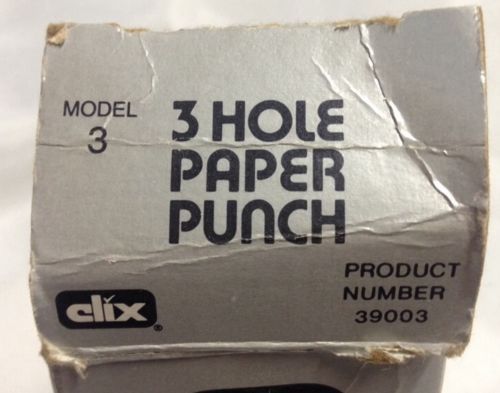 MODEL
3
3 HOLE
PAPER
PUNCH
clix®
PRODUCT
NUMBER
39003